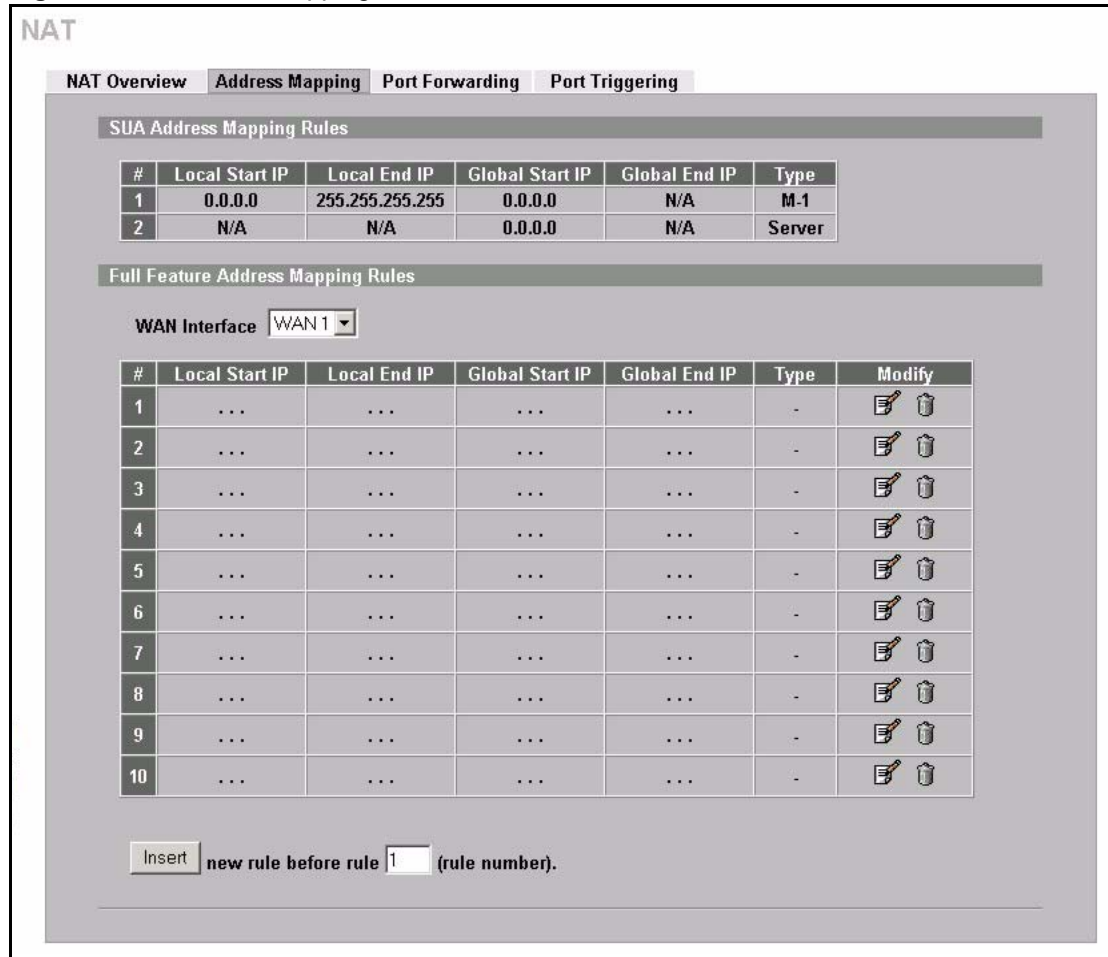 NAT
NAT Overview Address Mapping Port Forwarding Port Triggering
SUA Address Mapping Rules
# Local Start IP Local End IP Global Start IP Global End IP Type
1 0.0.0.0 255.255.255.255 0.0.0.0 N/A M-1
2 N/A N/A 0.0.0.0 N/A Server
Full Feature Address Mapping Rules
WAN Interface WAN 1
# Local Start IP Local End IP Global Start IP Global End IP Type Modify
1 ... ... ... ... -
2 ... ... ... ... -
3 ... ... ... ... -
4 ... ... ... ... -
5 ... ... ... ... -
6 ... ... ... ... -
7 ... ... ... ... -
8 ... ... ... ... -
9 ... ... ... ... -
10 ... ... ... ... -
Insert new rule before rule 1 (rule number).